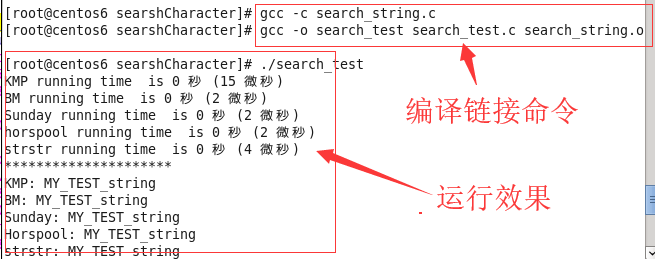 [root@centos6 searshCharacter]# gcc -c search_string.c
[root@centos6 searshCharacter]# gcc -o search_test search_test.c search_string.o
[root@centos6 searshCharacter]# ./search_test
KMP running time  is 0 秒 (15 微秒)
BM running time  is 0 秒 (2 微秒)
Sunday running time  is 0 秒 (2 微秒)
horspool running time  is 0 秒 (2 微秒)
strstr running time  is 0 秒 (4 微秒)
*********************
KMP: MY_TEST_string
BM: MY_TEST_string
Sunday: MY_TEST_string
Horspool: MY_TEST_string
strstr: MY_TEST_string
编译链接命令
运行效果